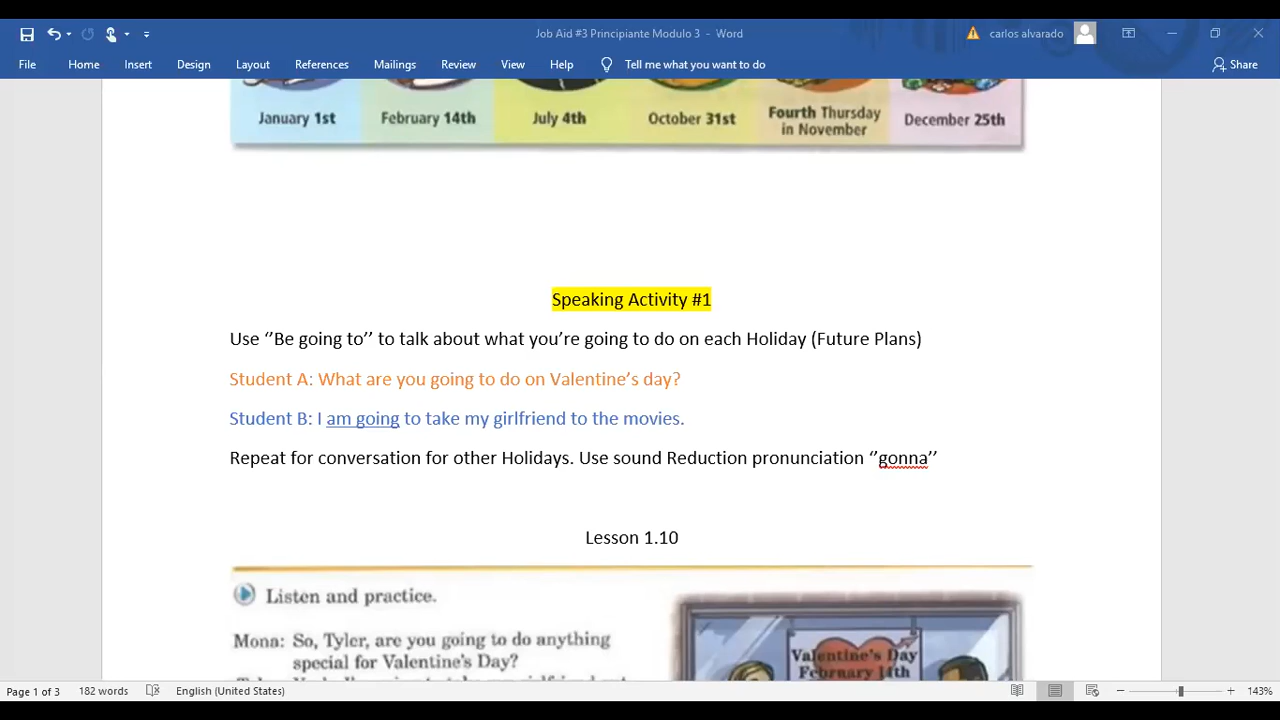 Job Aid #3 Principiante Modulo 3 - Word
carlos alvarado
File Home Insert Design Layout References Mailings Review View Help Tell me what you want to do Share
January 1st February 14th July 4th October 31st Fourth Thursday in November December 25th
Speaking Activity #1
Use ‘’Be going to’’ to talk about what you’re going to do on each Holiday (Future Plans)
Student A: What are you going to do on Valentine’s day?
Student B: I am going to take my girlfriend to the movies.
Repeat for conversation for other Holidays. Use sound Reduction pronunciation ‘’gonna’’
Lesson 1.10
Listen and practice.
Mona: So, Tyler, are you going to do anything
special for Valentine's Day?
Valentine's Day
February 14th
Page 1 of 3 182 words English (United States) 143%